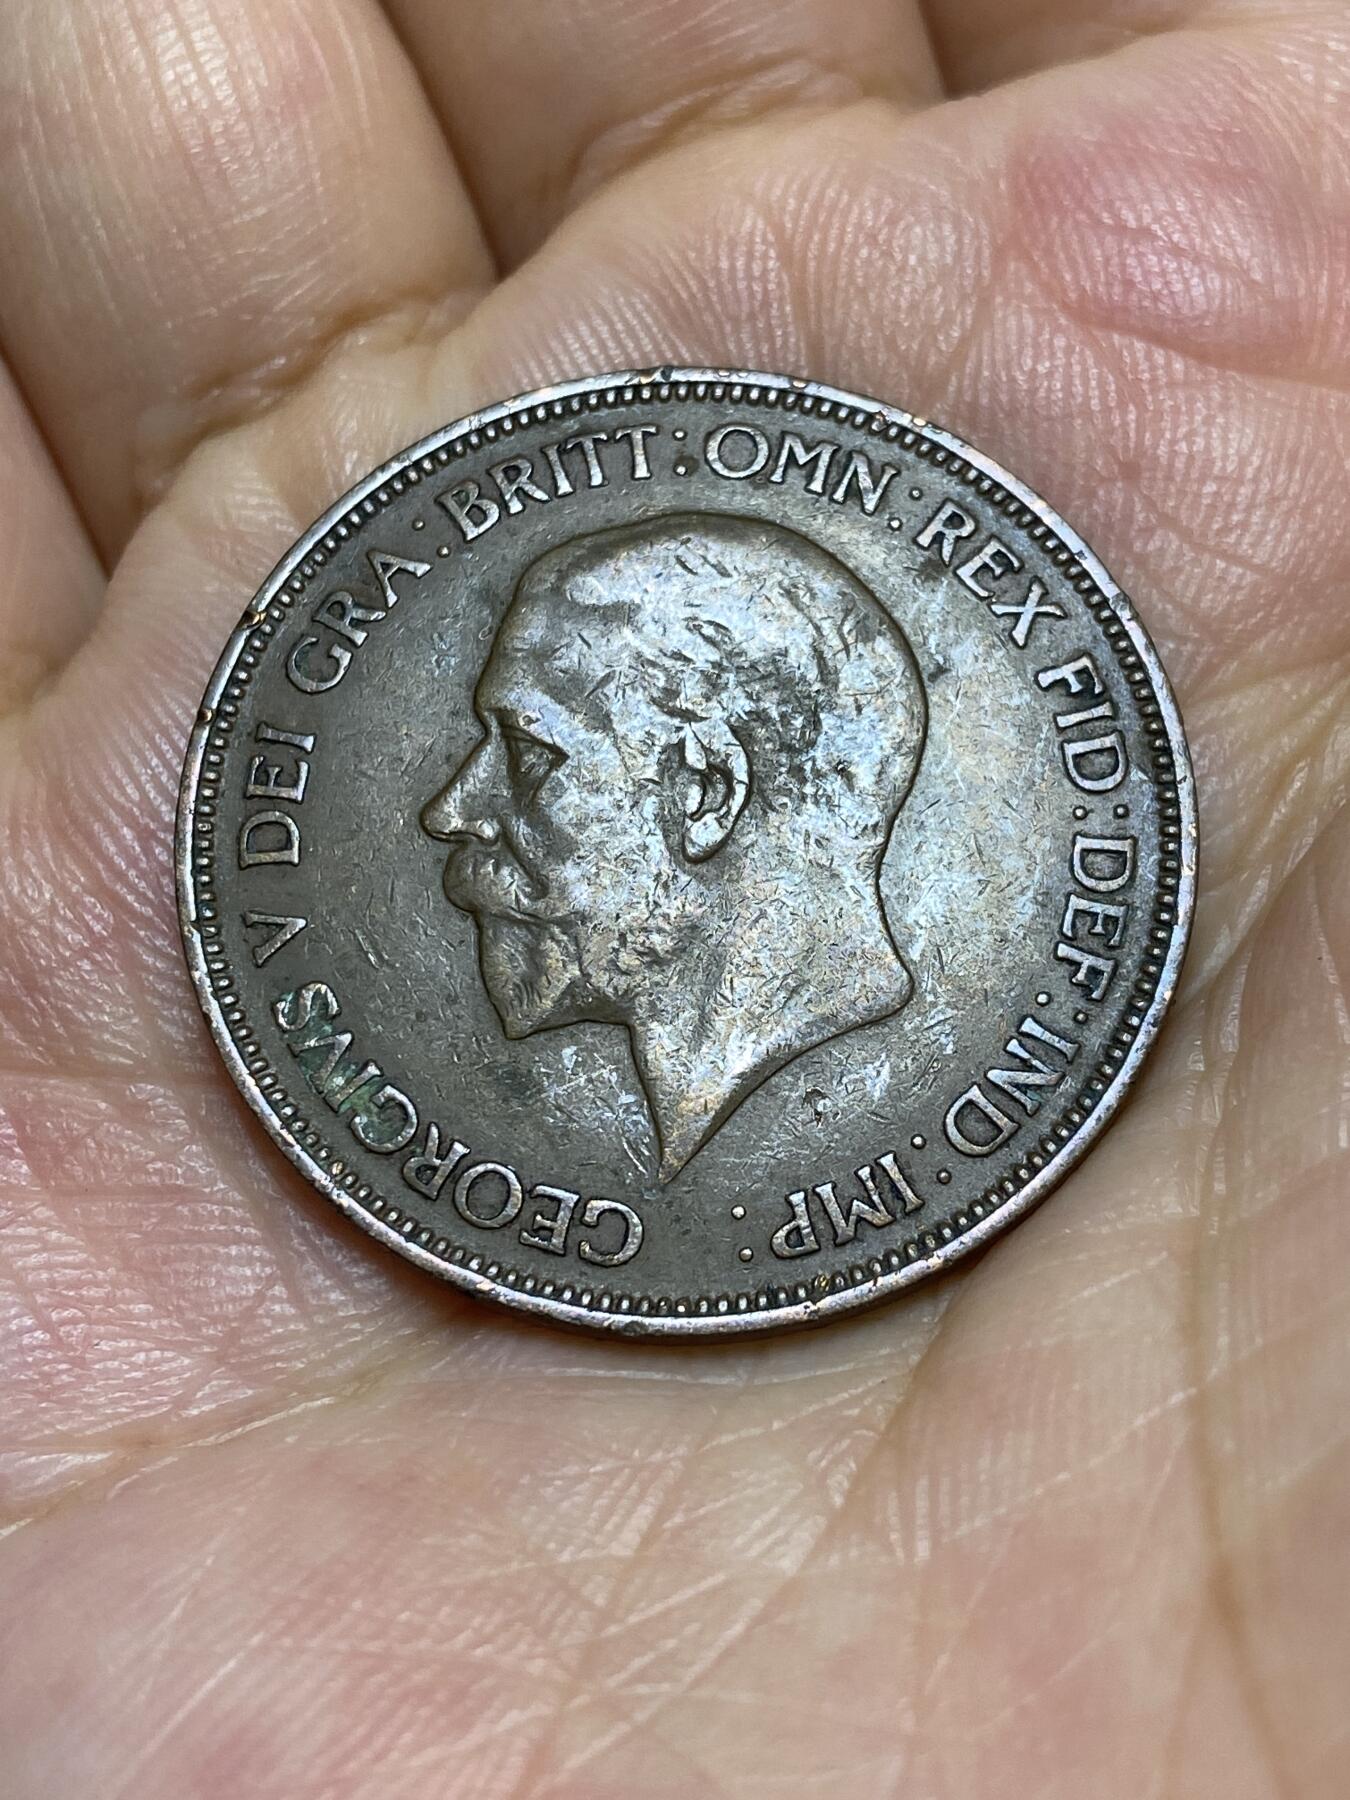 GEORGIVS V DEI GRA: BRITT: OMN: REX FID: DEF: IND: IMP: